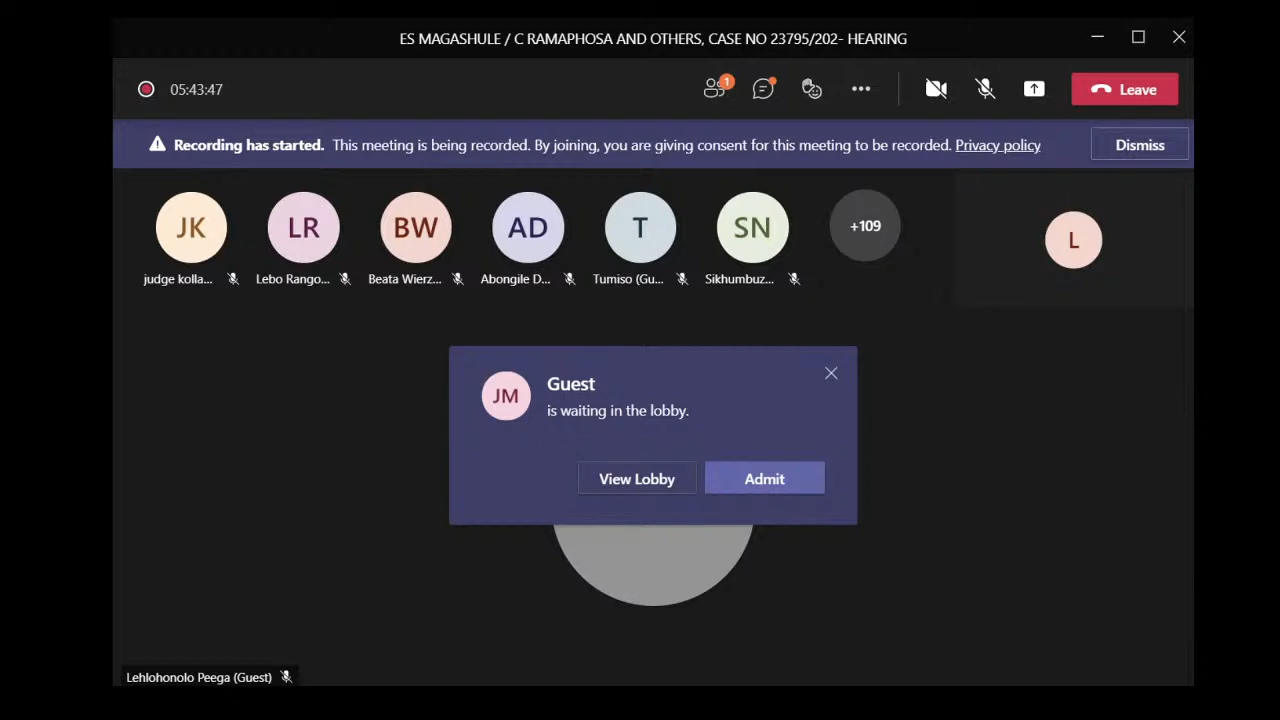 ES MAGASHULE / C RAMAPHOSA AND OTHERS, CASE NO 23795/202- HEARING
05:43:47
1
Leave
Recording has started. This meeting is being recorded. By joining, you are giving consent for this meeting to be recorded. Privacy policy
Dismiss
JK LR BW AD T SN +109 L
judge kolla... Lebo Rango... Beata Wierz... Abongile D... Tumiso (Gu... Sikhumbuz...
JM
Guest
is waiting in the lobby.
View Lobby Admit
Lehlohonolo Peega (Guest)